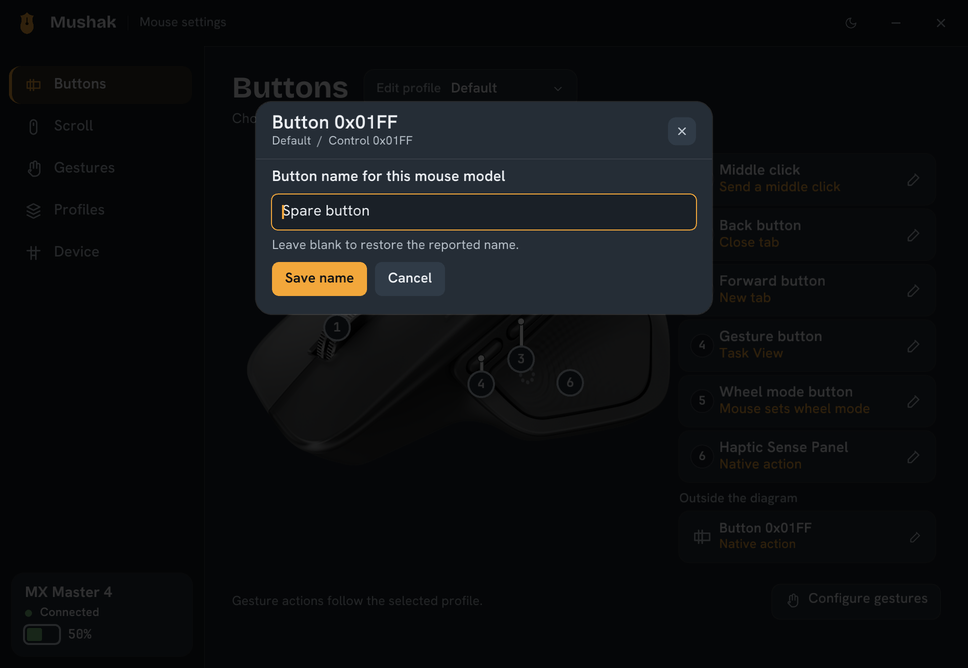 Mushak
Mouse settings
Buttons
Scroll
Gestures
Profiles
Device
MX Master 4
Connected
50%
Buttons
Edit profile Default
Cho
Button 0x01FF
Default / Control 0x01FF
Button name for this mouse model
Spare button
Leave blank to restore the reported name.
Save name
Cancel
1
3
4
6
Middle click
Send a middle click
Back button
Close tab
Forward button
New tab
4
Gesture button
Task View
5
Wheel mode button
Mouse sets wheel mode
6
Haptic Sense Panel
Native action
Outside the diagram
Button 0x01FF
Native action
Gesture actions follow the selected profile.
Configure gestures